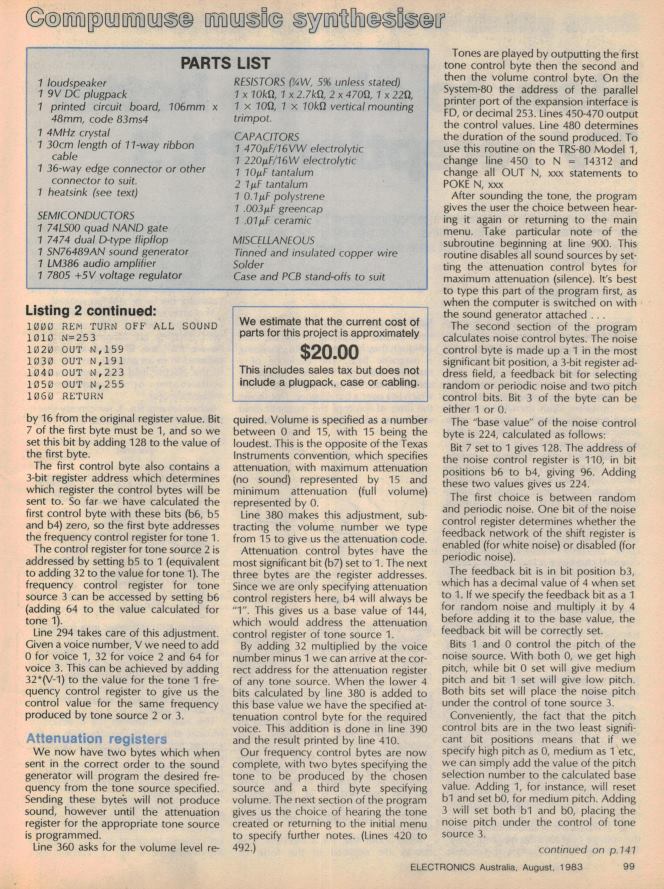 Compumuse music synthesiser
PARTS LIST
1 loudspeaker
1 9V DC plugpack
1 printed circuit board, 106mm x
48mm, code 83ms4
1 4MHz crystal
1 30cm length of 11-way ribbon
cable
1 36-way edge connector or other
connector to suit.
1 heatsink (see text)
SEMICONDUCTORS
1 74LS00 quad NAND gate
1 7474 dual D-type flipflop
1 SN76489AN sound generator
1 LM386 audio amplifier
1 7805 +5V voltage regulator
RESISTORS (¼W, 5% unless stated)
1 x 10kΩ, 1 x 2.7kΩ, 2 x 470Ω, 1 x 22Ω,
1 × 10Ω, 1 × 10kΩ vertical mounting
trimpot.
CAPACITORS
1 470µF/16VW electrolytic
1 220µF/16V electrolytic
1 10µF tantalum
2 1µF tantalum
1 0.1µF polystrene
1 .003µF greencap
1 .01µF ceramic
MISCELLANEOUS
Tinned and insulated copper wire
Solder
Case and PCB stand-offs to suit
Listing 2 continued:
1000 REM TURN OFF ALL SOUND
1010 N=253
1020 OUT N,159
1030 OUT N,191
1040 OUT N,223
1050 OUT N,255
1060 RETURN
We estimate that the current cost of
parts for this project is approximately
$20.00
This includes sales tax but does not
include a plugpack, case or cabling.
by 16 from the original register value. Bit
7 of the first byte must be 1, and so we
set this bit by adding 128 to the value of
the first byte.
The first control byte also contains a
3-bit register address which determines
which register the control bytes will be
sent to. So far we have calculated the
first control byte with these bits (b6, b5
and b4) zero, so the first byte addresses
the frequency control register for tone 1.
The control register for tone source 2 is
addressed by setting b5 to 1 (equivalent
to adding 32 to the value for tone 1). The
frequency control register for tone
source 3 can be accessed by setting b6
(adding 64 to the value calculated for
tone 1).
Line 294 takes care of this adjustment.
Given a voice number, V we need to add
0 for voice 1, 32 for voice 2 and 64 for
voice 3. This can be achieved by adding
32*(V-1) to the value for the tone 1 fre-
quency control register to give us the
control value for the same frequency
produced by tone source 2 or 3.
Attenuation registers
We now have two bytes which when
sent in the correct order to the sound
generator will program the desired fre-
quency from the tone source specified.
Sending these bytes will not produce
sound, however until the attenuation
register for the appropriate tone source
is programmed.
Line 360 asks for the volume level re-
quired. Volume is specified as a number
between 0 and 15, with 15 being the
loudest. This is the opposite of the Texas
Instruments convention, which specifies
attenuation, with maximum attenuation
(no sound) represented by 15 and
minimum attenuation (full volume)
represented by 0.
Line 380 makes this adjustment, sub-
tracting the volume number we type
from 15 to give us the attenuation code.
Attenuation control bytes have the
most significant bit (b7) set to 1. The next
three bytes are the register addresses.
Since we are only specifying attenuation
control registers here, b4 will always be
"1". This gives us a base value of 144,
which would address the attenuation
control register of tone source 1.
By adding 32 multiplied by the voice
number minus 1 we can arrive at the cor-
rect address for the attenuation register
of any tone source. When the lower 4
bits calculated by line 380 is added to
this base value we have the specified at-
tenuation control byte for the required
voice. This addition is done in line 390
and the result printed by line 410.
Our frequency control bytes are now
complete, with two bytes specifying the
tone to be produced by the chosen
source and a third byte specifying
volume. The next section of the program
gives us the choice of hearing the tone
created or returning to the initial menu
to specify further notes. (Lines 420 to
492.)
Tones are played by outputting the first
tone control byte then the second and
then the volume control byte. On the
System-80 the address of the parallel
printer port of the expansion interface is
FD, or decimal 253. Lines 450-470 output
the control values. Line 480 determines
the duration of the sound produced. To
use this routine on the TRS-80 Model 1,
change line 450 to N = 14312 and
change all OUT N, xxx statements to
POKE N, xxx
After sounding the tone, the program
gives the user the choice between hear-
ing it again or returning to the main
menu. Take particular note of the
subroutine beginning at line 900. This
routine disables all sound sources by set-
ting the attenuation control bytes for
maximum attenuation (silence). It's best
to type this part of the program first, as
when the computer is switched on with
the sound generator attached . . .
The second section of the program
calculates noise control bytes. The noise
control byte is made up a 1 in the most
significant bit position, a 3-bit register ad-
dress field, a feedback bit for selecting
random or periodic noise and two pitch
control bits. Bit 3 of the byte can be
either 1 or 0.
The "base value" of the noise control
byte is 224, calculated as follows:
Bit 7 set to 1 gives 128. The address of
the noise control register is 110, in bit
positions b6 to b4, giving 96. Adding
these two values gives us 224.
The first choice is between random
and periodic noise. One bit of the noise
control register determines whether the
feedback network of the shift register is
enabled (for white noise) or disabled (for
periodic noise).
The feedback bit is in bit position b3,
which has a decimal value of 4 when set
to 1. If we specify the feedback bit as a 1
for random noise and multiply it by 4
before adding it to the base value, the
feedback bit will be correctly set.
Bits 1 and 0 control the pitch of the
noise source. With both 0, we get high
pitch, while bit 0 set will give medium
pitch and bit 1 set will give low pitch.
Both bits set will place the noise pitch
under the control of tone source 3.
Conveniently, the fact that the pitch
control bits are in the two least signifi-
cant bit positions means that if we
specify high pitch as 0, medium as 1 etc,
we can simply add the value of the pitch
selection number to the calculated base
value. Adding 1, for instance, will reset
b1 and set b0, for medium pitch. Adding
3 will set both b1 and b0, placing the
noise pitch under the control of tone
source 3.
continued on p.141
ELECTRONICS Australia, August, 1983 99